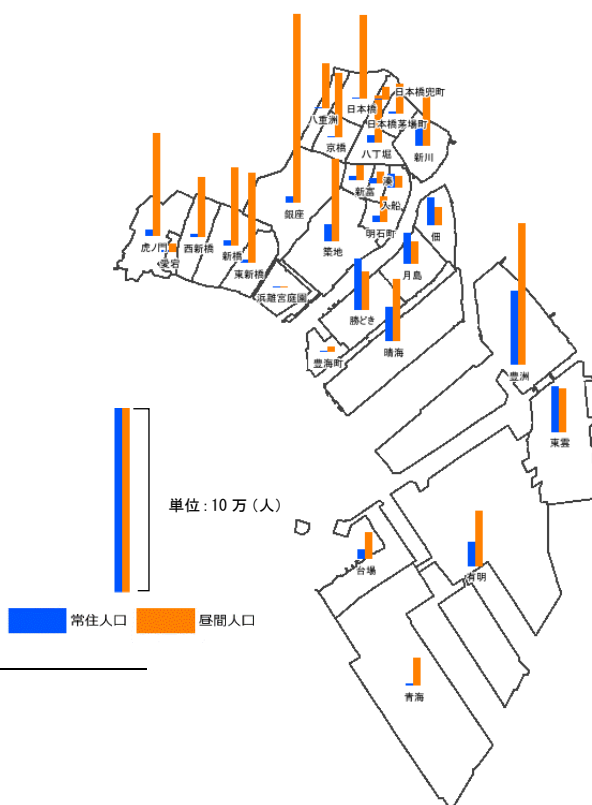 日本橋兜町
日本橋
八重洲
日本橋茅場町
京橋
八丁堀
新川
湊
新富
入船
佃
銀座
明石町
虎ノ門
西新橋
新橋
築地
愛宕
東新橋
月島
浜離宮庭園
勝どき
晴海
豊海町
豊洲
東雲
単位：10 万（人）
台場
有明
常住人口
昼間人口
青海